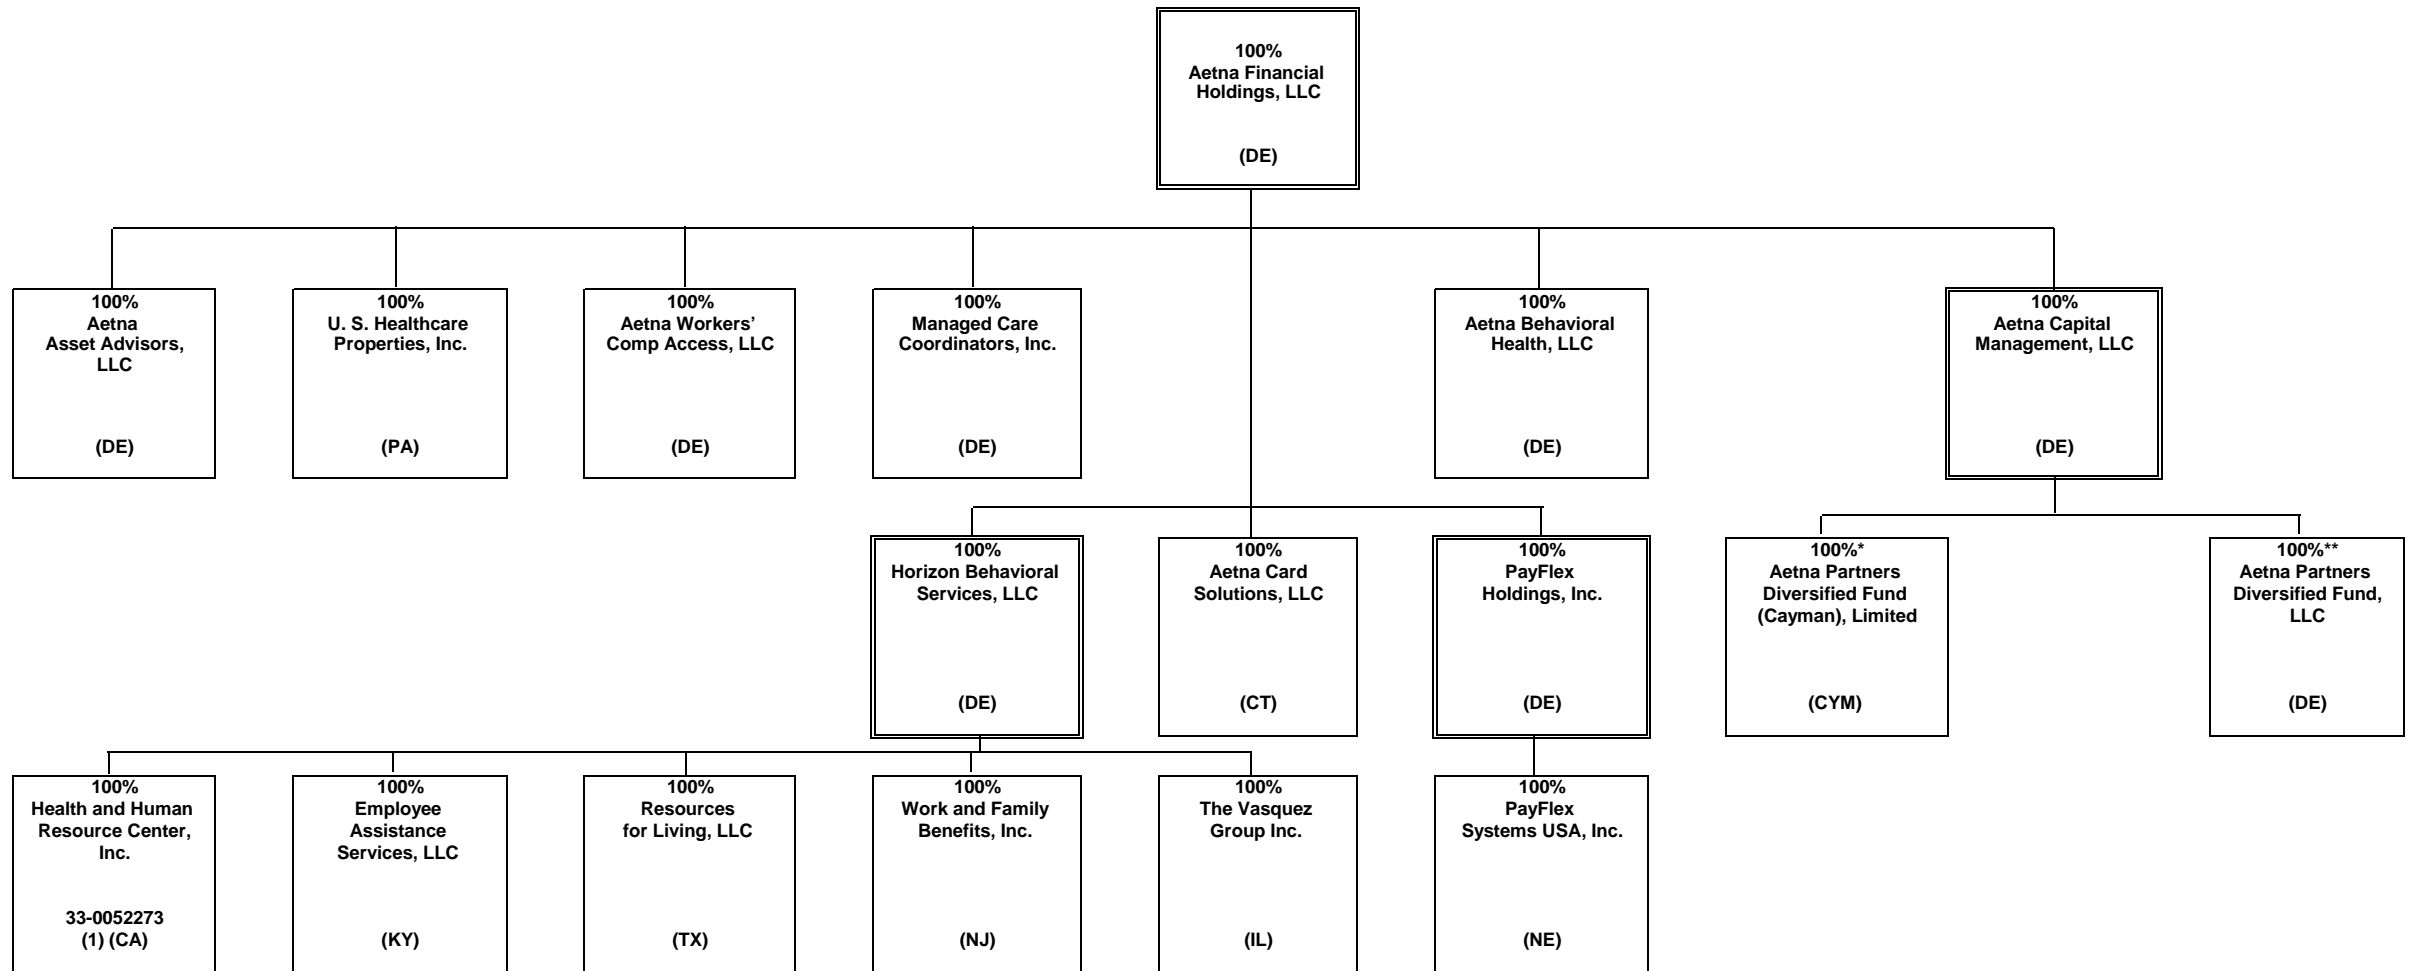 100%
Aetna Financial
Holdings, LLC
(DE)
100%
Aetna
Asset Advisors,
LLC
(DE)
100%
U. S. Healthcare
Properties, Inc.
(PA)
100%
Aetna Workers’
Comp Access, LLC
(DE)
100%
Managed Care
Coordinators, Inc.
(DE)
100%
Aetna Behavioral
Health, LLC
(DE)
100%
Aetna Capital
Management, LLC
(DE)
100%
Horizon Behavioral
Services, LLC
(DE)
100%
Aetna Card
Solutions, LLC
(CT)
100%
PayFlex
Holdings, Inc.
(DE)
100%*
Aetna Partners
Diversified Fund
(Cayman), Limited
(CYM)
100%**
Aetna Partners
Diversified Fund,
LLC
(DE)
100%
Health and Human
Resource Center,
Inc.
33-0052273
(1) (CA)
100%
Employee
Assistance
Services, LLC
(KY)
100%
Resources
for Living, LLC
(TX)
100%
Work and Family
Benefits, Inc.
(NJ)
100%
The Vasquez
Group Inc.
(IL)
100%
PayFlex
Systems USA, Inc.
(NE)